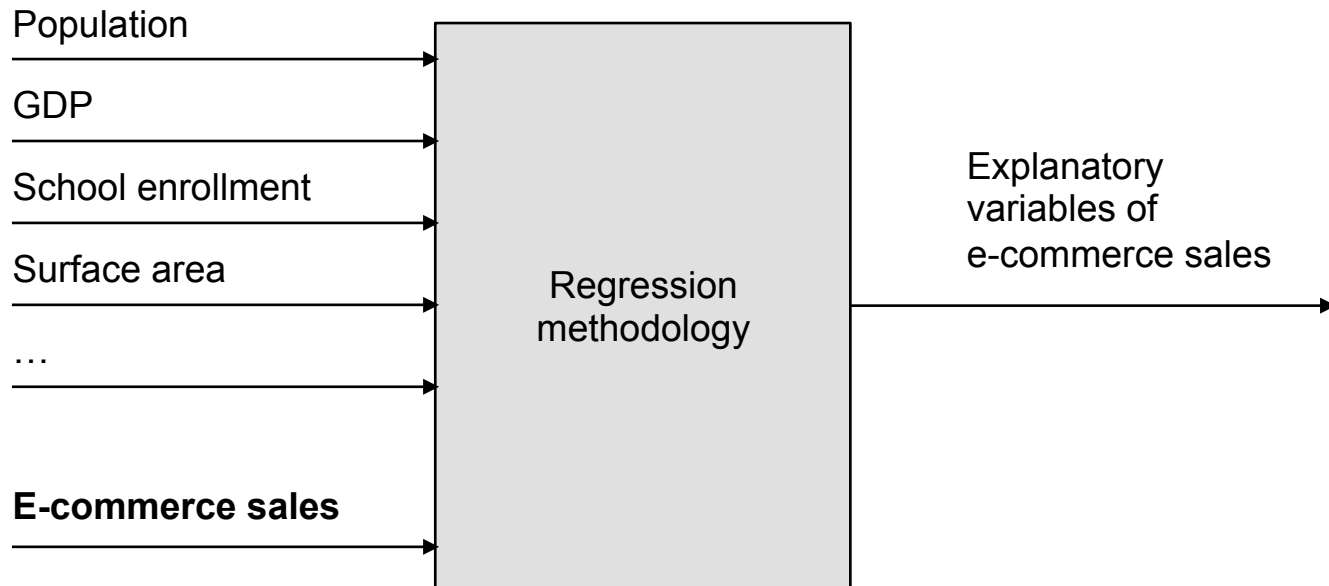 Population
GDP
School enrollment
Surface area
…
E-commerce sales
Regression
methodology
Explanatory
variables of
e-commerce sales